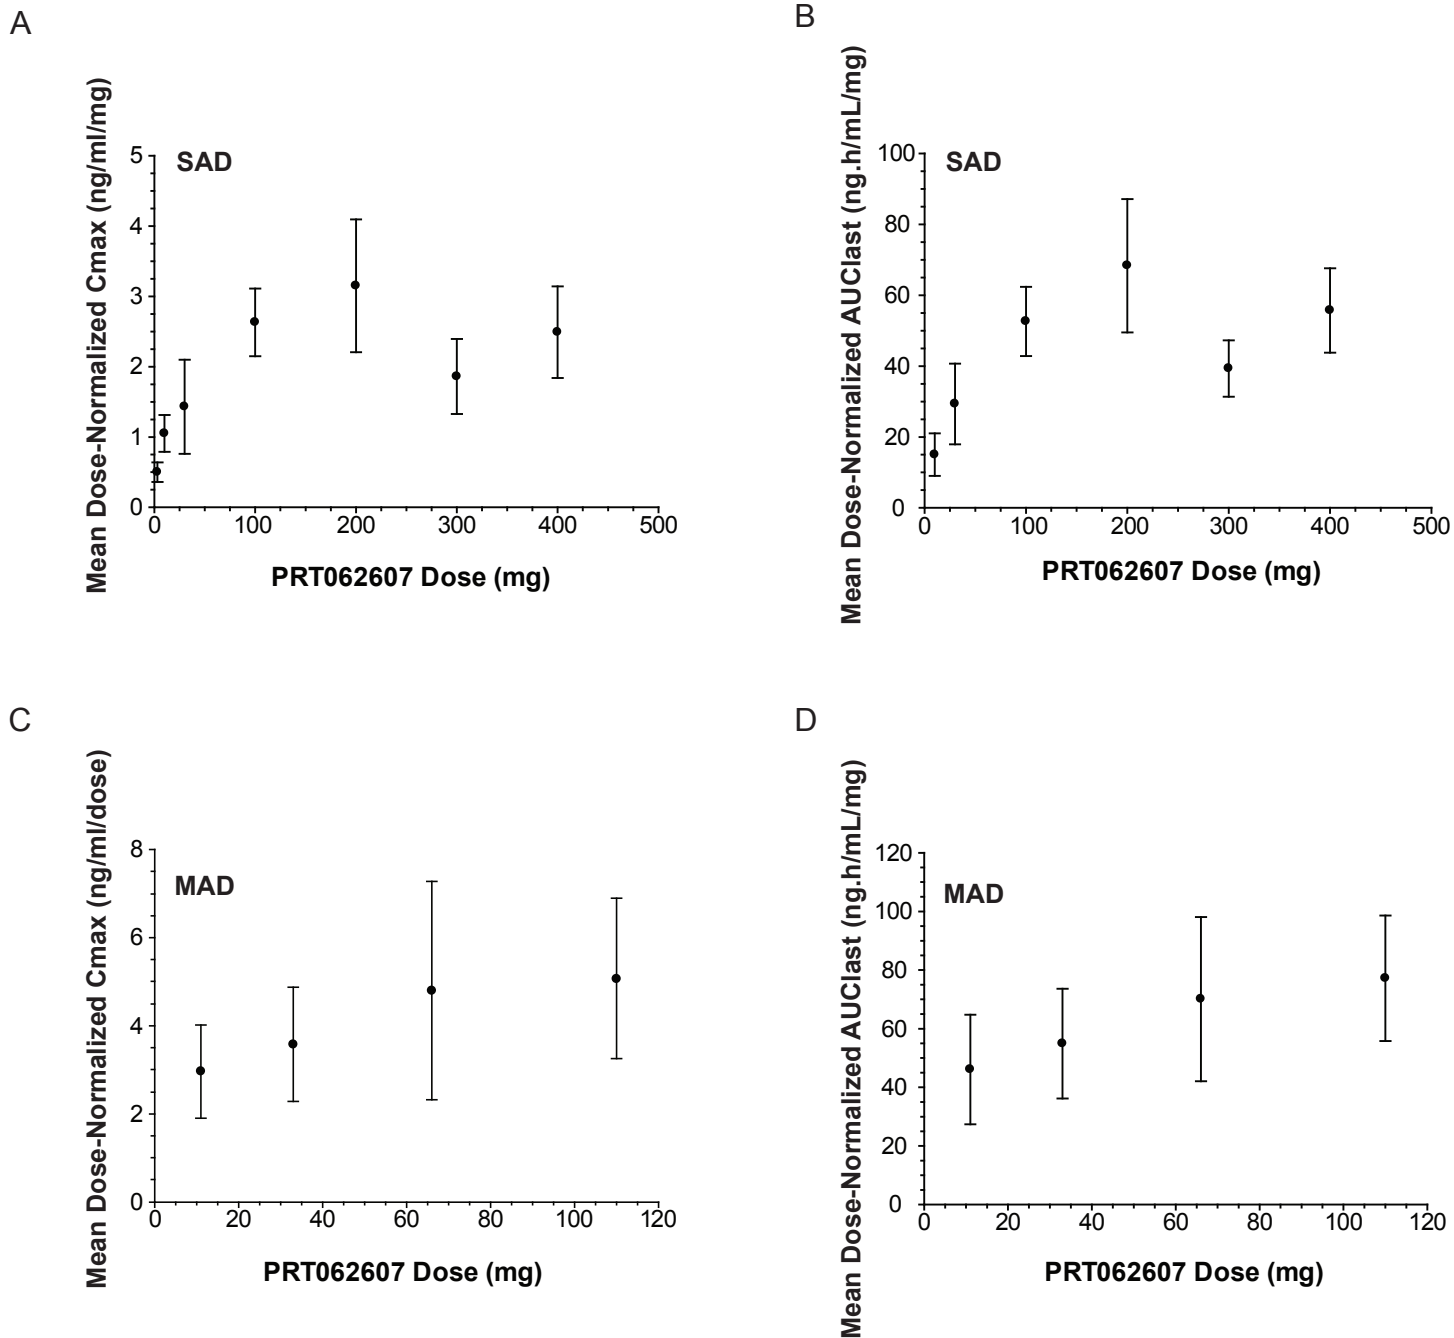 A
Mean Dose-Normalized Cmax (ng/ml/mg)
SAD
5
4
3
2
1
0
0 100 200 300 400 500
PRT062607 Dose (mg)
B
Mean Dose-Normalized AUClast (ng.h/mL/mg)
SAD
100
80
60
40
20
0
0 100 200 300 400 500
PRT062607 Dose (mg)
C
Mean Dose-Normalized Cmax (ng/ml/dose)
MAD
8
6
4
2
0
0 20 40 60 80 100 120
PRT062607 Dose (mg)
D
Mean Dose-Normalized AUClast (ng.h/mL/mg)
MAD
120
100
80
60
40
20
0
0 20 40 60 80 100 120
PRT062607 Dose (mg)